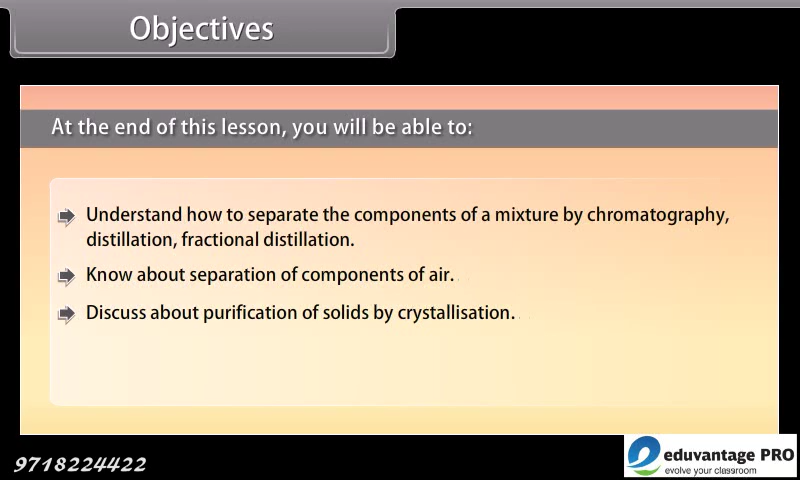 Objectives
At the end of this lesson, you will be able to:
Understand how to separate the components of a mixture by chromatography,
distillation, fractional distillation.
Know about separation of components of air.
Discuss about purification of solids by crystallisation.
9718224422
eduvantage PRO
evolve your classroom